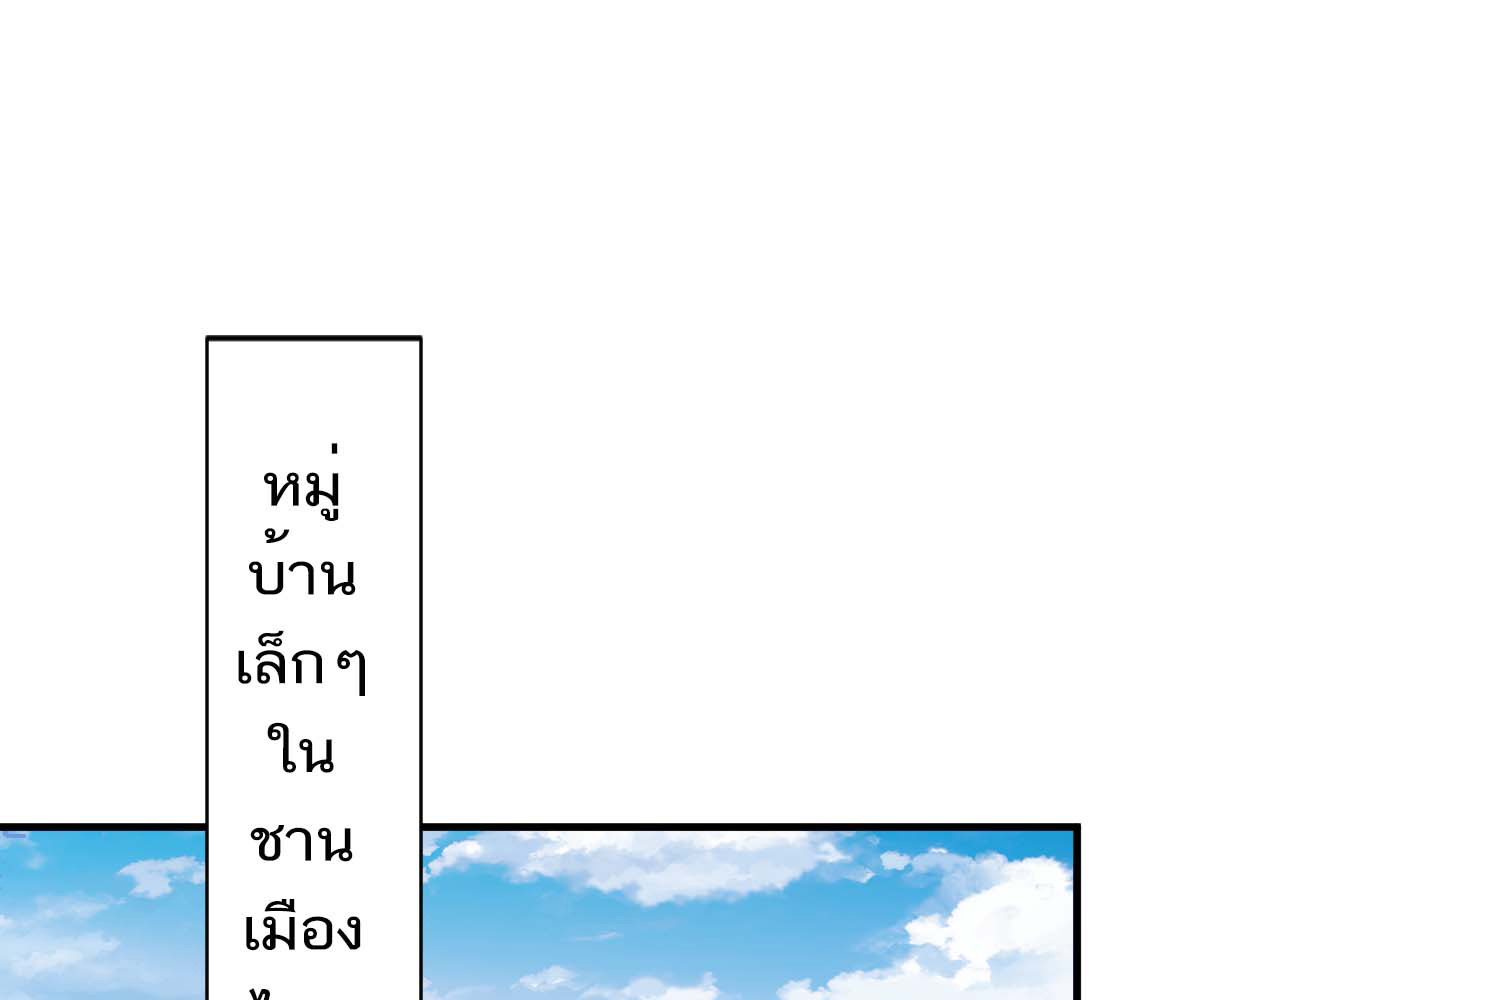 หมู่
บ้าน
เล็ก ๆ
ใน
ชาน
เมือง